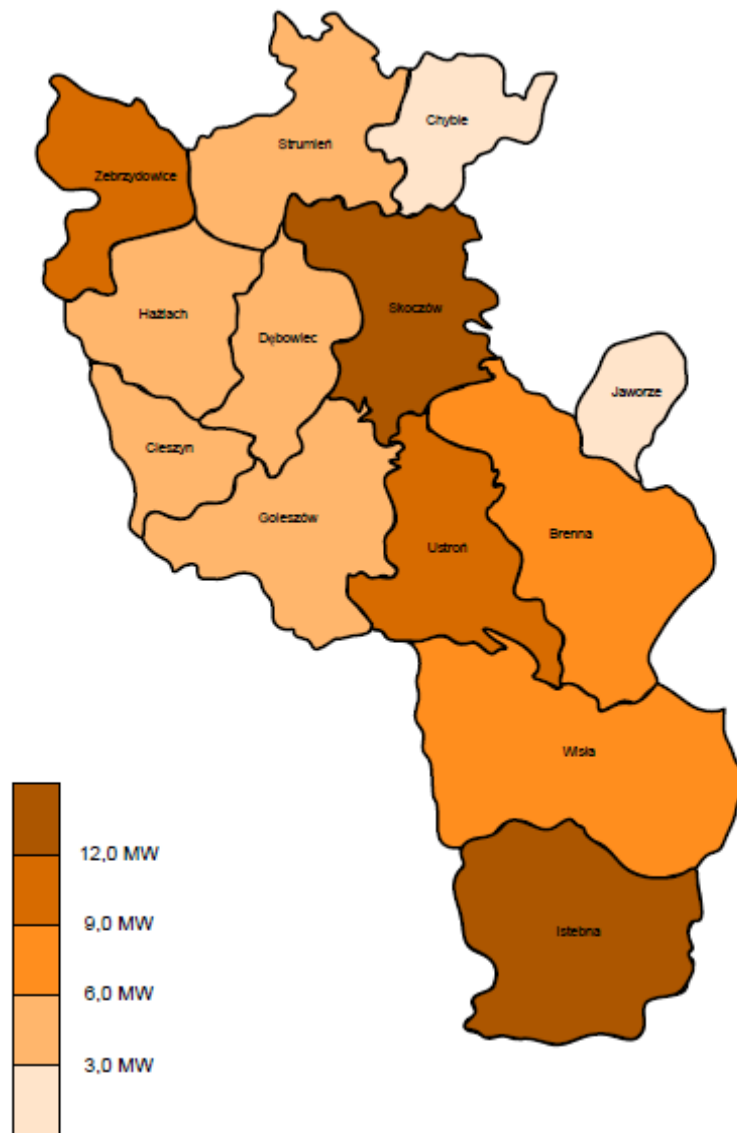 Chybie
Strumień
Zebrzydowice
Hażlach
Skoczów
Dębowiec
Jaworze
Cieszyn
Goleszów
Brenna
Ustroń
Wisła
12,0 MW
9,0 MW
Istebna
6,0 MW
3,0 MW